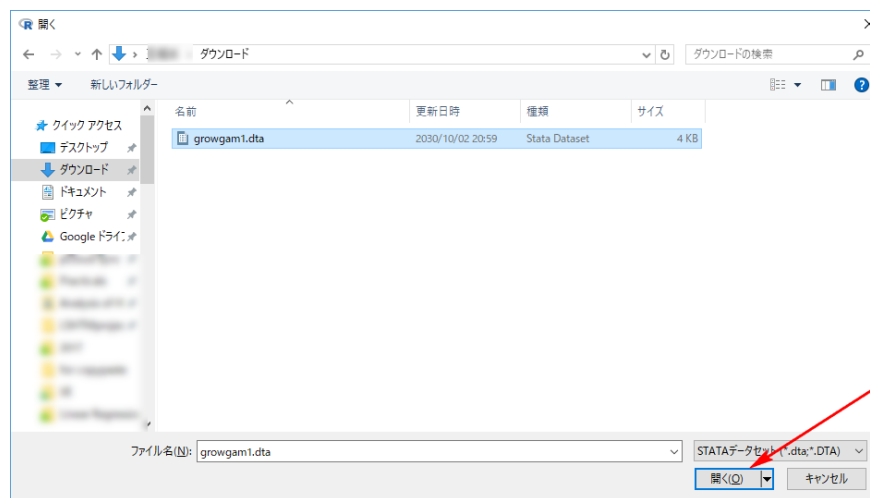 開く
ダウンロード
ダウンロードの検索
整理 新しいフォルダー
名前 更新日時 種類 サイズ
growgam1.dta 2030/10/02 20:59 Stata Dataset 4 KB
クイック アクセス
デスクトップ
ダウンロード
ドキュメント
ピクチャ
Google ドライ
ファイル名(N): growgam1.dta
STATAデータセット (*.dta;*.DTA)
開く(O) キャンセル